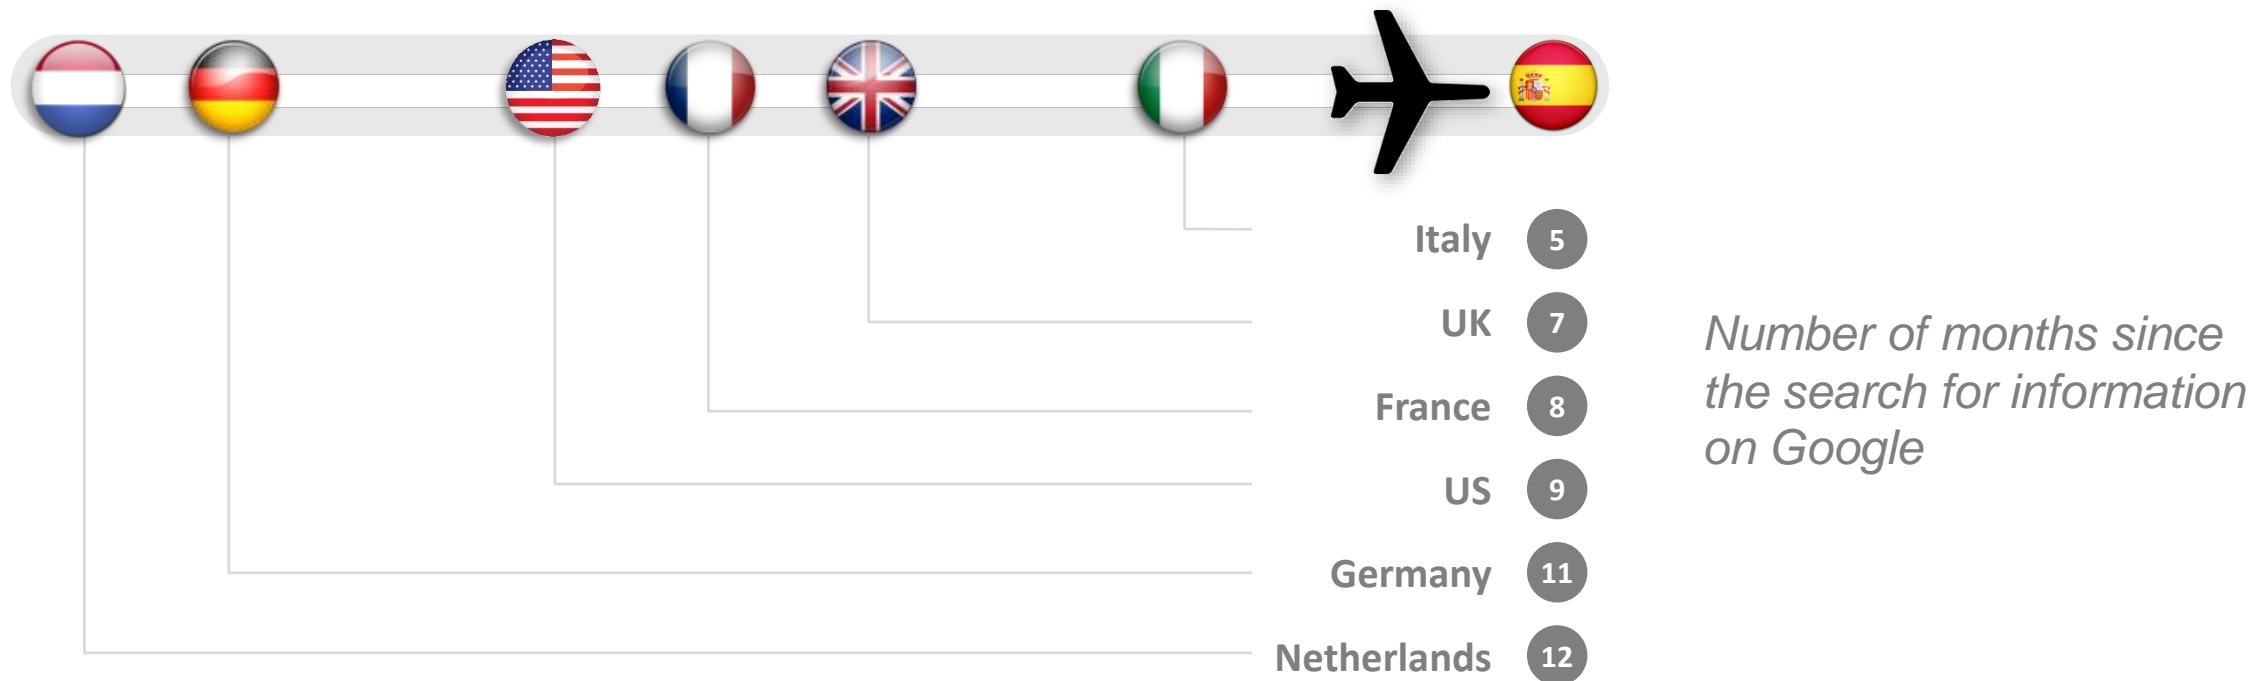 Italy 5
UK 7
France 8
US 9
Germany 11
Netherlands 12
Number of months since
the search for information
on Google